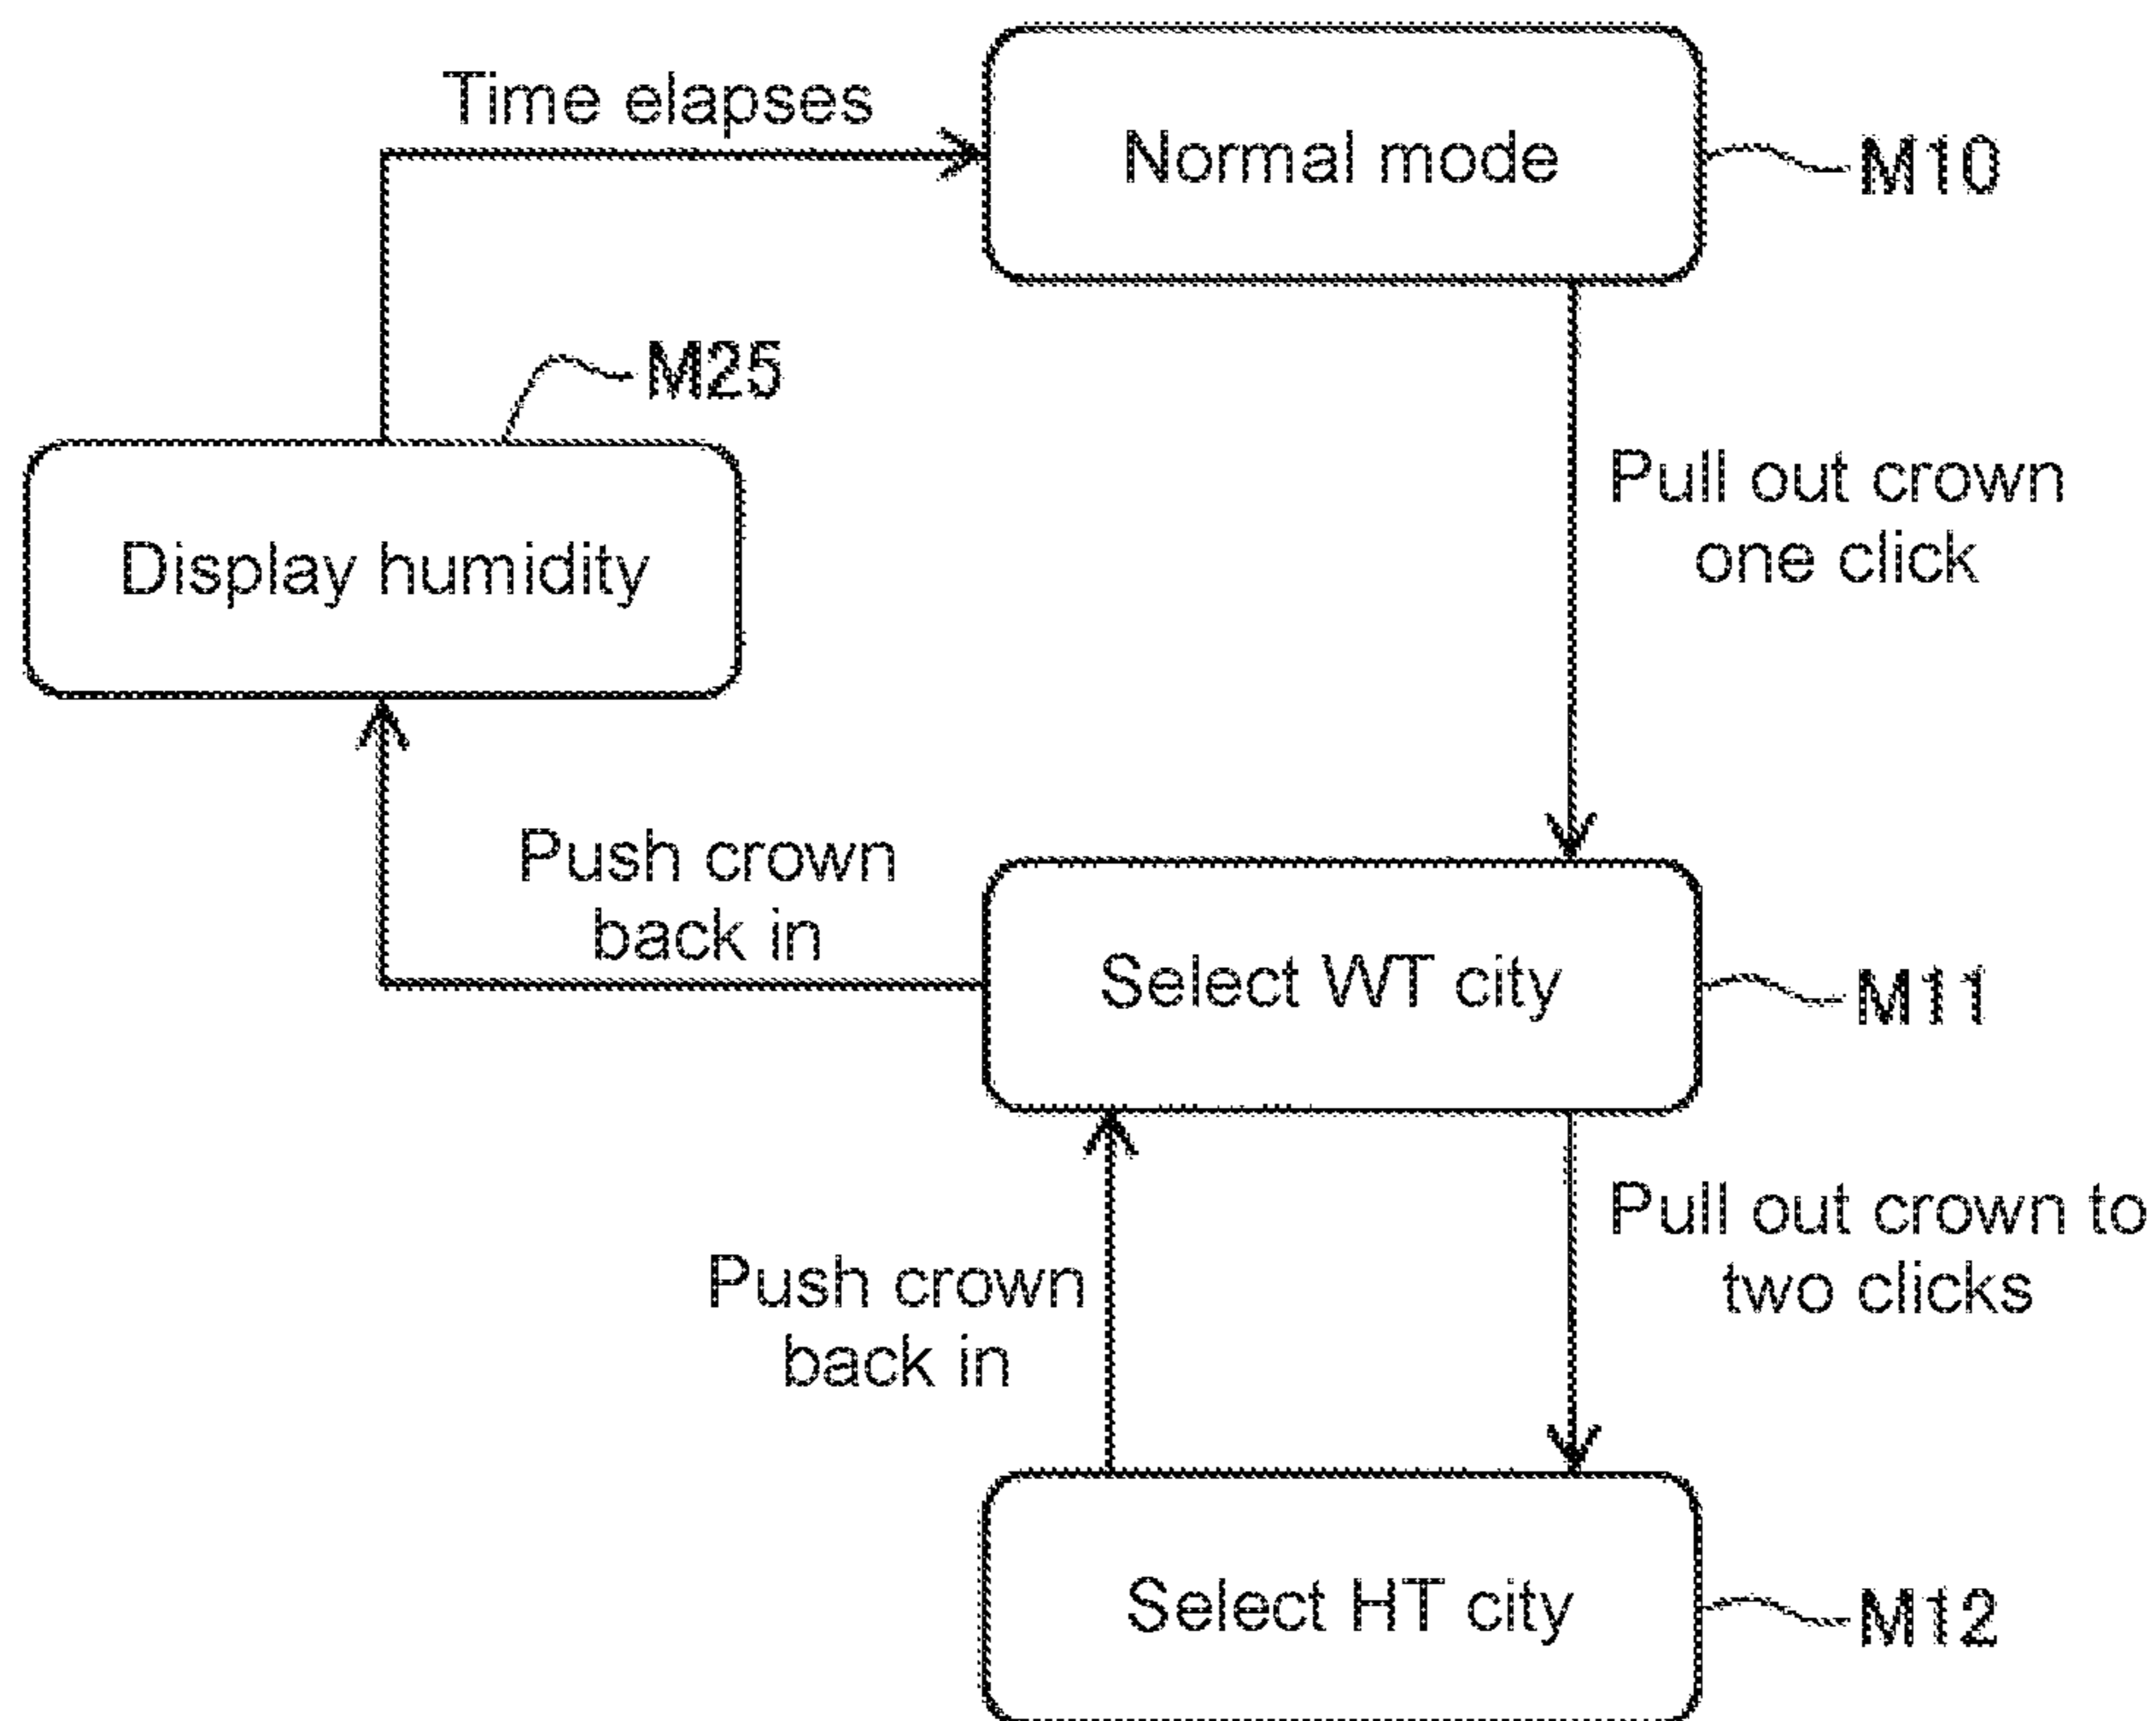 Time elapses
Normal mode
M10
M25
Display humidity
Pull out crown
one click
Push crown
back in
Select WT city
M11
Pull out crown to
two clicks
Push crown
back in
Select HT city
M12